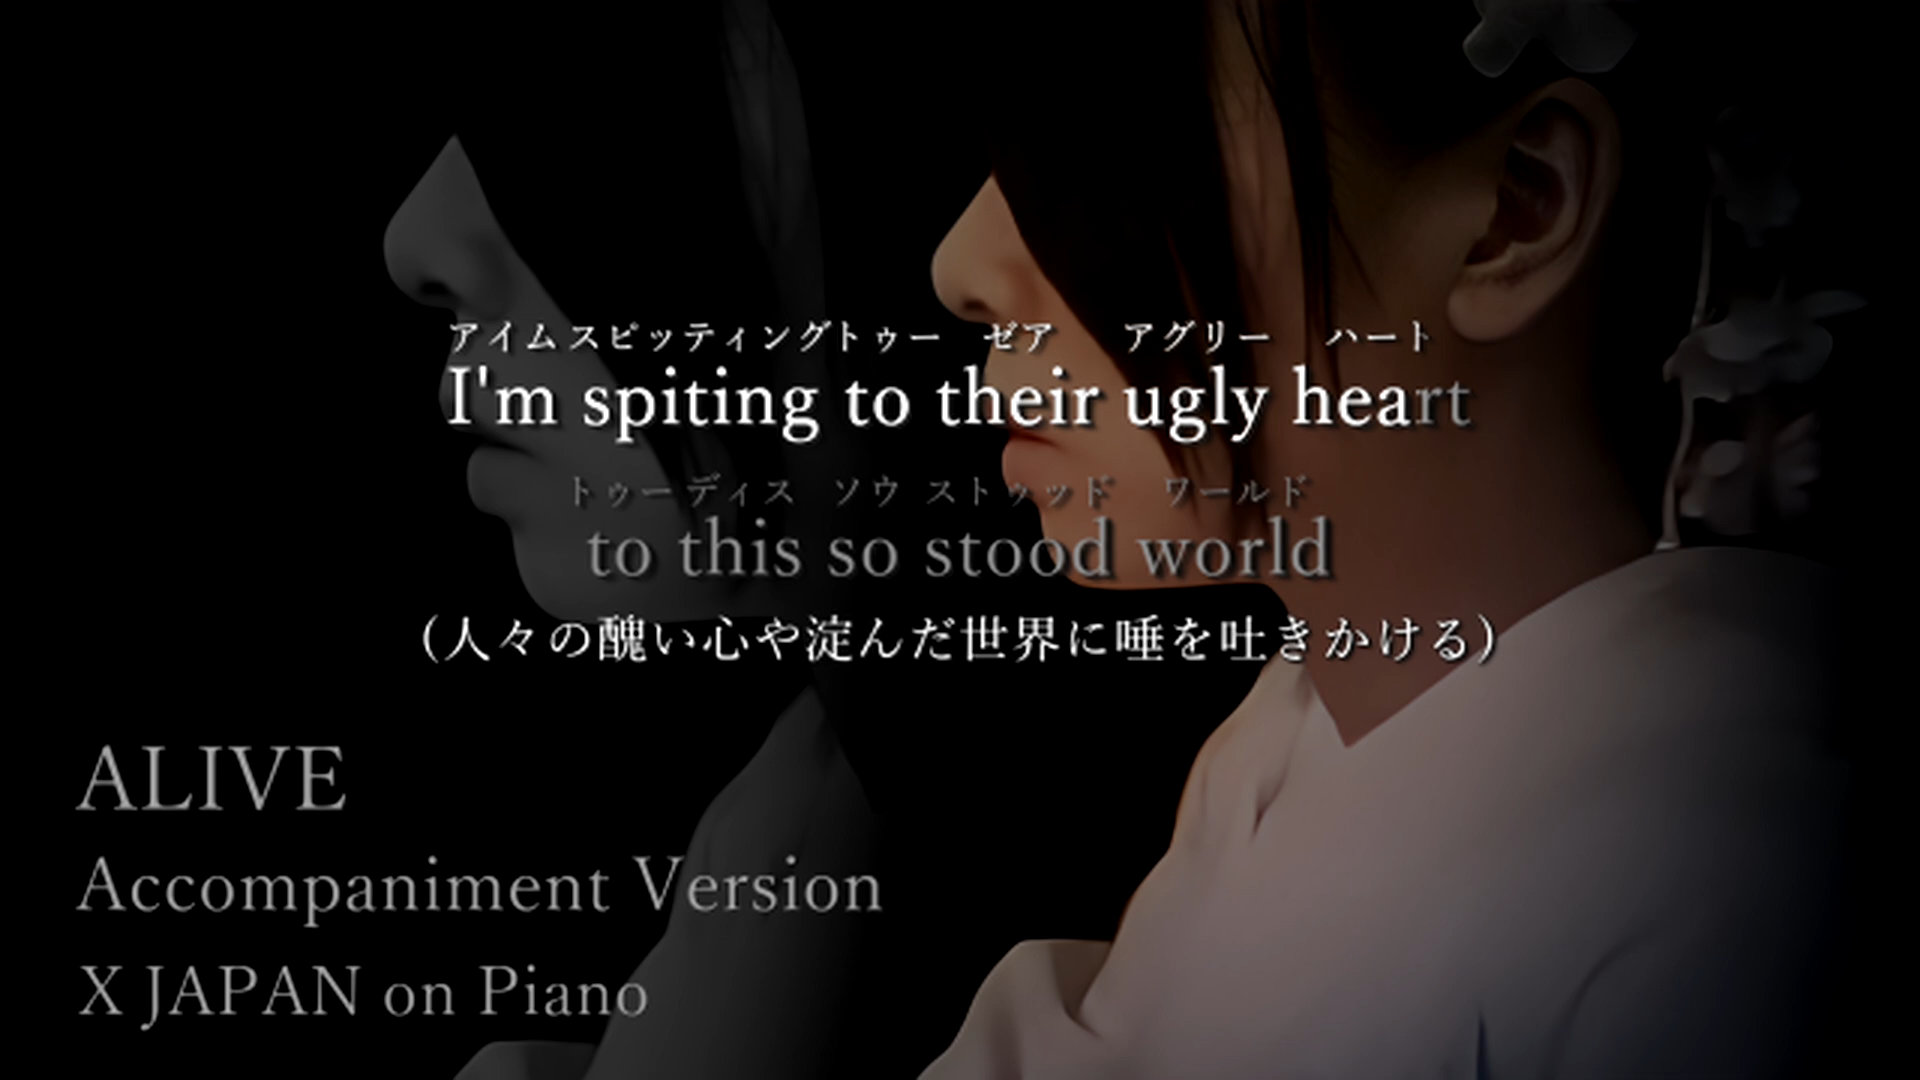 アイムスピッティングトゥー ゼア アグリー ハート
I'm spiting to their ugly heart
トゥーディス ソウ ストゥッド ワールド
to this so stood world
(人々の醜い心や淀んだ世界に唾を吐きかける)
ALIVE
Accompaniment Version
X JAPAN on Piano